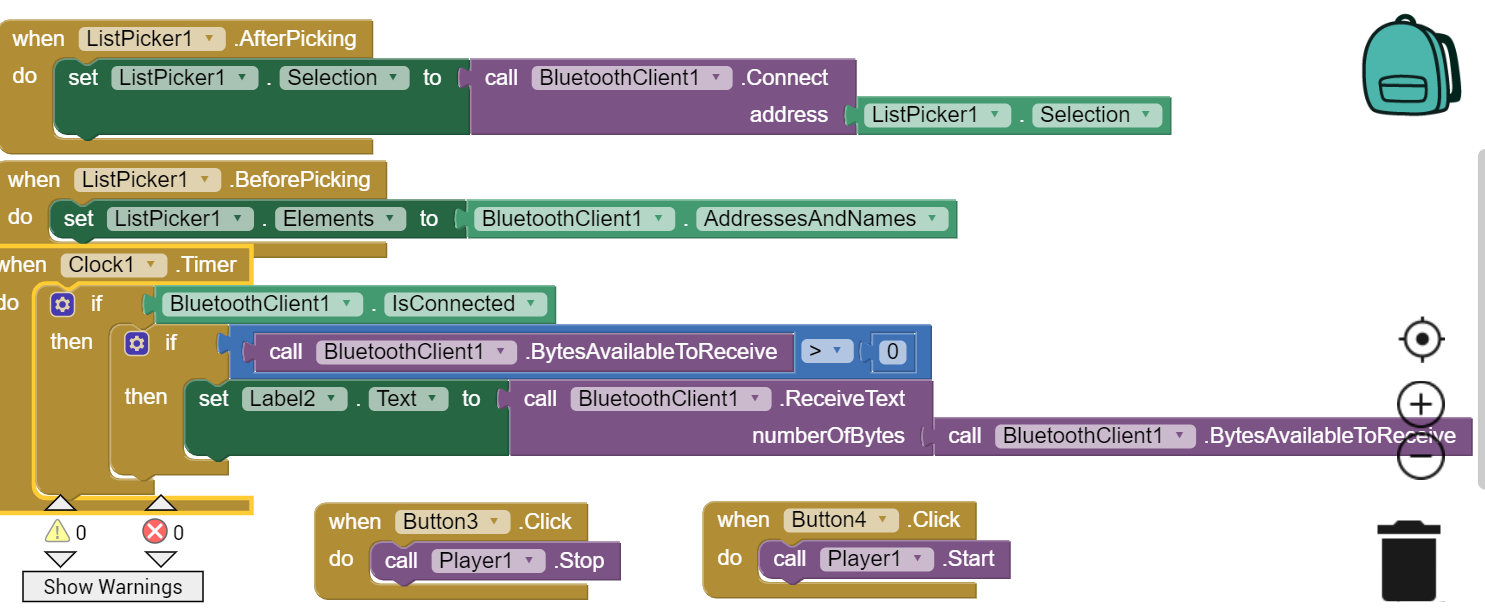 when ListPicker1 .AfterPicking
do set ListPicker1 . Selection to call BluetoothClient1 .Connect
address ListPicker1 . Selection
when ListPicker1 .BeforePicking
do set ListPicker1 . Elements to BluetoothClient1 . AddressesAndNames
when Clock1 .Timer
do if BluetoothClient1 . IsConnected
then if call BluetoothClient1 .BytesAvailableToReceive > 0
then set Label2 . Text to call BluetoothClient1 .ReceiveText
numberOfBytes call BluetoothClient1 .BytesAvailableToReceive
when Button3 .Click
do call Player1 .Stop
when Button4 .Click
do call Player1 .Start
0 0
Show Warnings